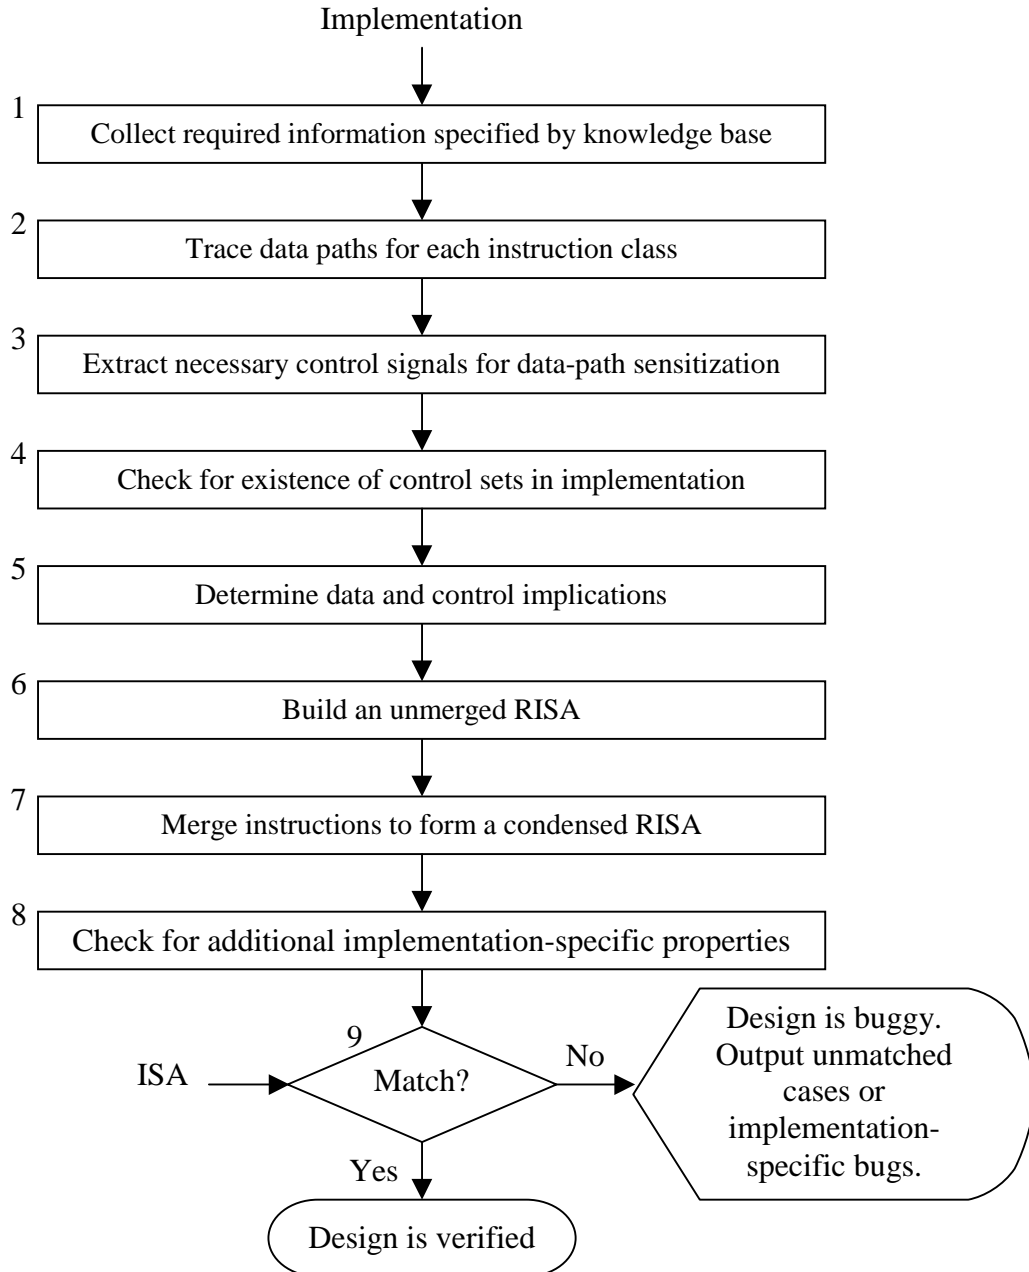 Implementation
1
Collect required information specified by knowledge base
2
Trace data paths for each instruction class
3
Extract necessary control signals for data-path sensitization
4
Check for existence of control sets in implementation
5
Determine data and control implications
6
Build an unmerged RISA
7
Merge instructions to form a condensed RISA
8
Check for additional implementation-specific properties
9
ISA
Match?
No
Design is buggy.
Output unmatched
cases or
implementation-
specific bugs.
Yes
Design is verified